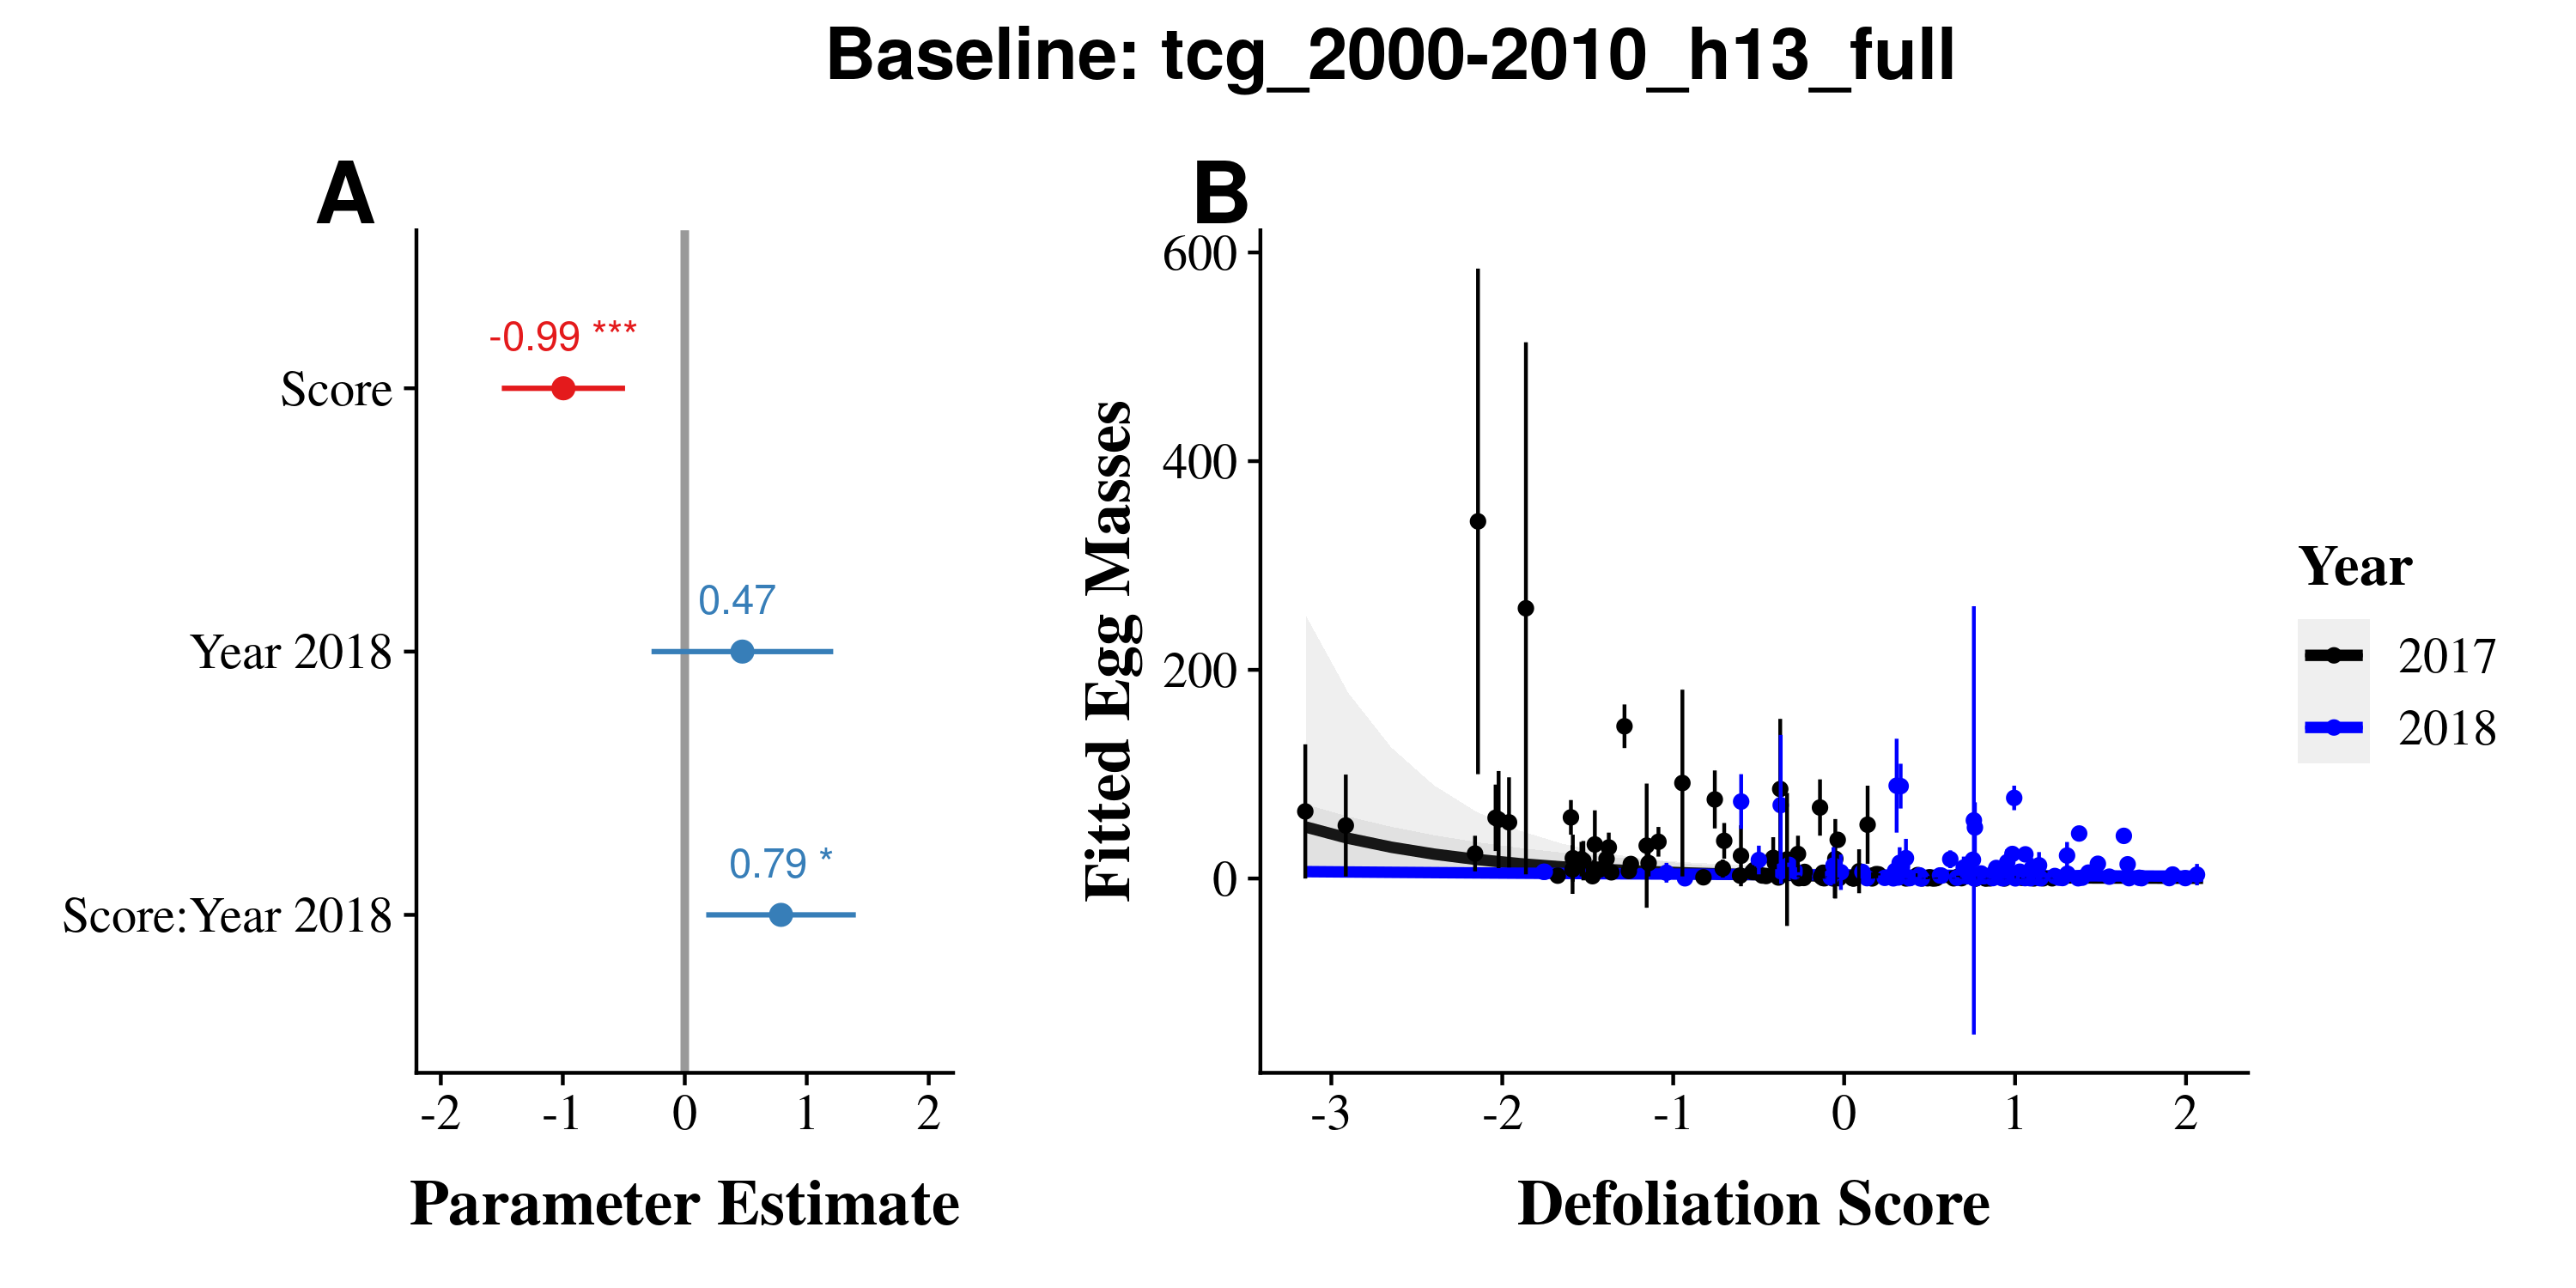 Baseline: tcg_2000-2010_h13_full
A
-0.99 ***
Score
0.47
Year 2018
0.79 *
Score:Year 2018
-2 -1 0 1 2
Parameter Estimate
B
600
400
200
0
Fitted Egg Masses
-3 -2 -1 0 1 2
Defoliation Score
Year
2017
2018